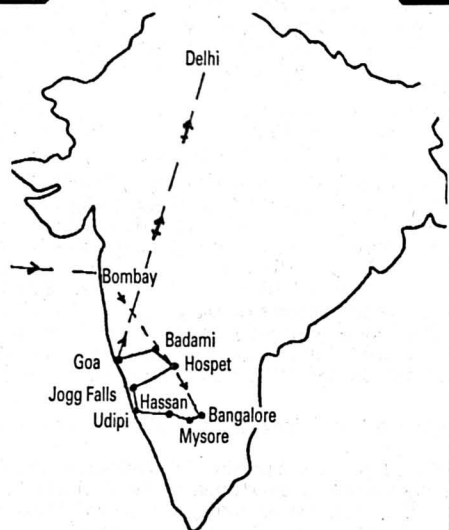 Delhi
Bombay
Badami
Goa
Hospet
Jogg Falls
Hassan
Udipi
Bangalore
Mysore